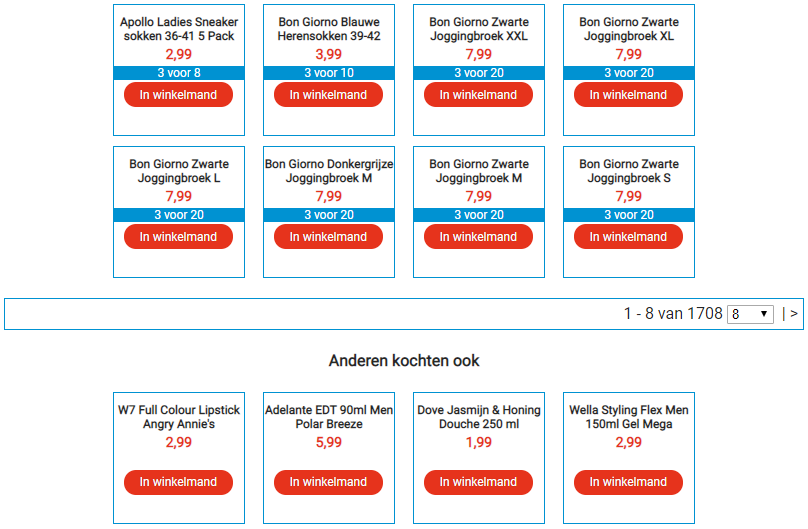 Apollo Ladies Sneaker
sokken 36-41 5 Pack
2,99
3 voor 8
In winkelmand
Bon Giorno Blauwe
Herensokken 39-42
3,99
3 voor 10
In winkelmand
Bon Giorno Zwarte
Joggingbroek XXL
7,99
3 voor 20
In winkelmand
Bon Giorno Zwarte
Joggingbroek XL
7,99
3 voor 20
In winkelmand
Bon Giorno Zwarte
Joggingbroek L
7,99
3 voor 20
In winkelmand
Bon Giorno Donkergrijze
Joggingbroek M
7,99
3 voor 20
In winkelmand
Bon Giorno Zwarte
Joggingbroek M
7,99
3 voor 20
In winkelmand
Bon Giorno Zwarte
Joggingbroek S
7,99
3 voor 20
In winkelmand
1 - 8 van 1708 8 | >
Anderen kochten ook
W7 Full Colour Lipstick
Angry Annie's
2,99
In winkelmand
Adelante EDT 90ml Men
Polar Breeze
5,99
In winkelmand
Dove Jasmijn & Honing
Douche 250 ml
1,99
In winkelmand
Wella Styling Flex Men
150ml Gel Mega
2,99
In winkelmand